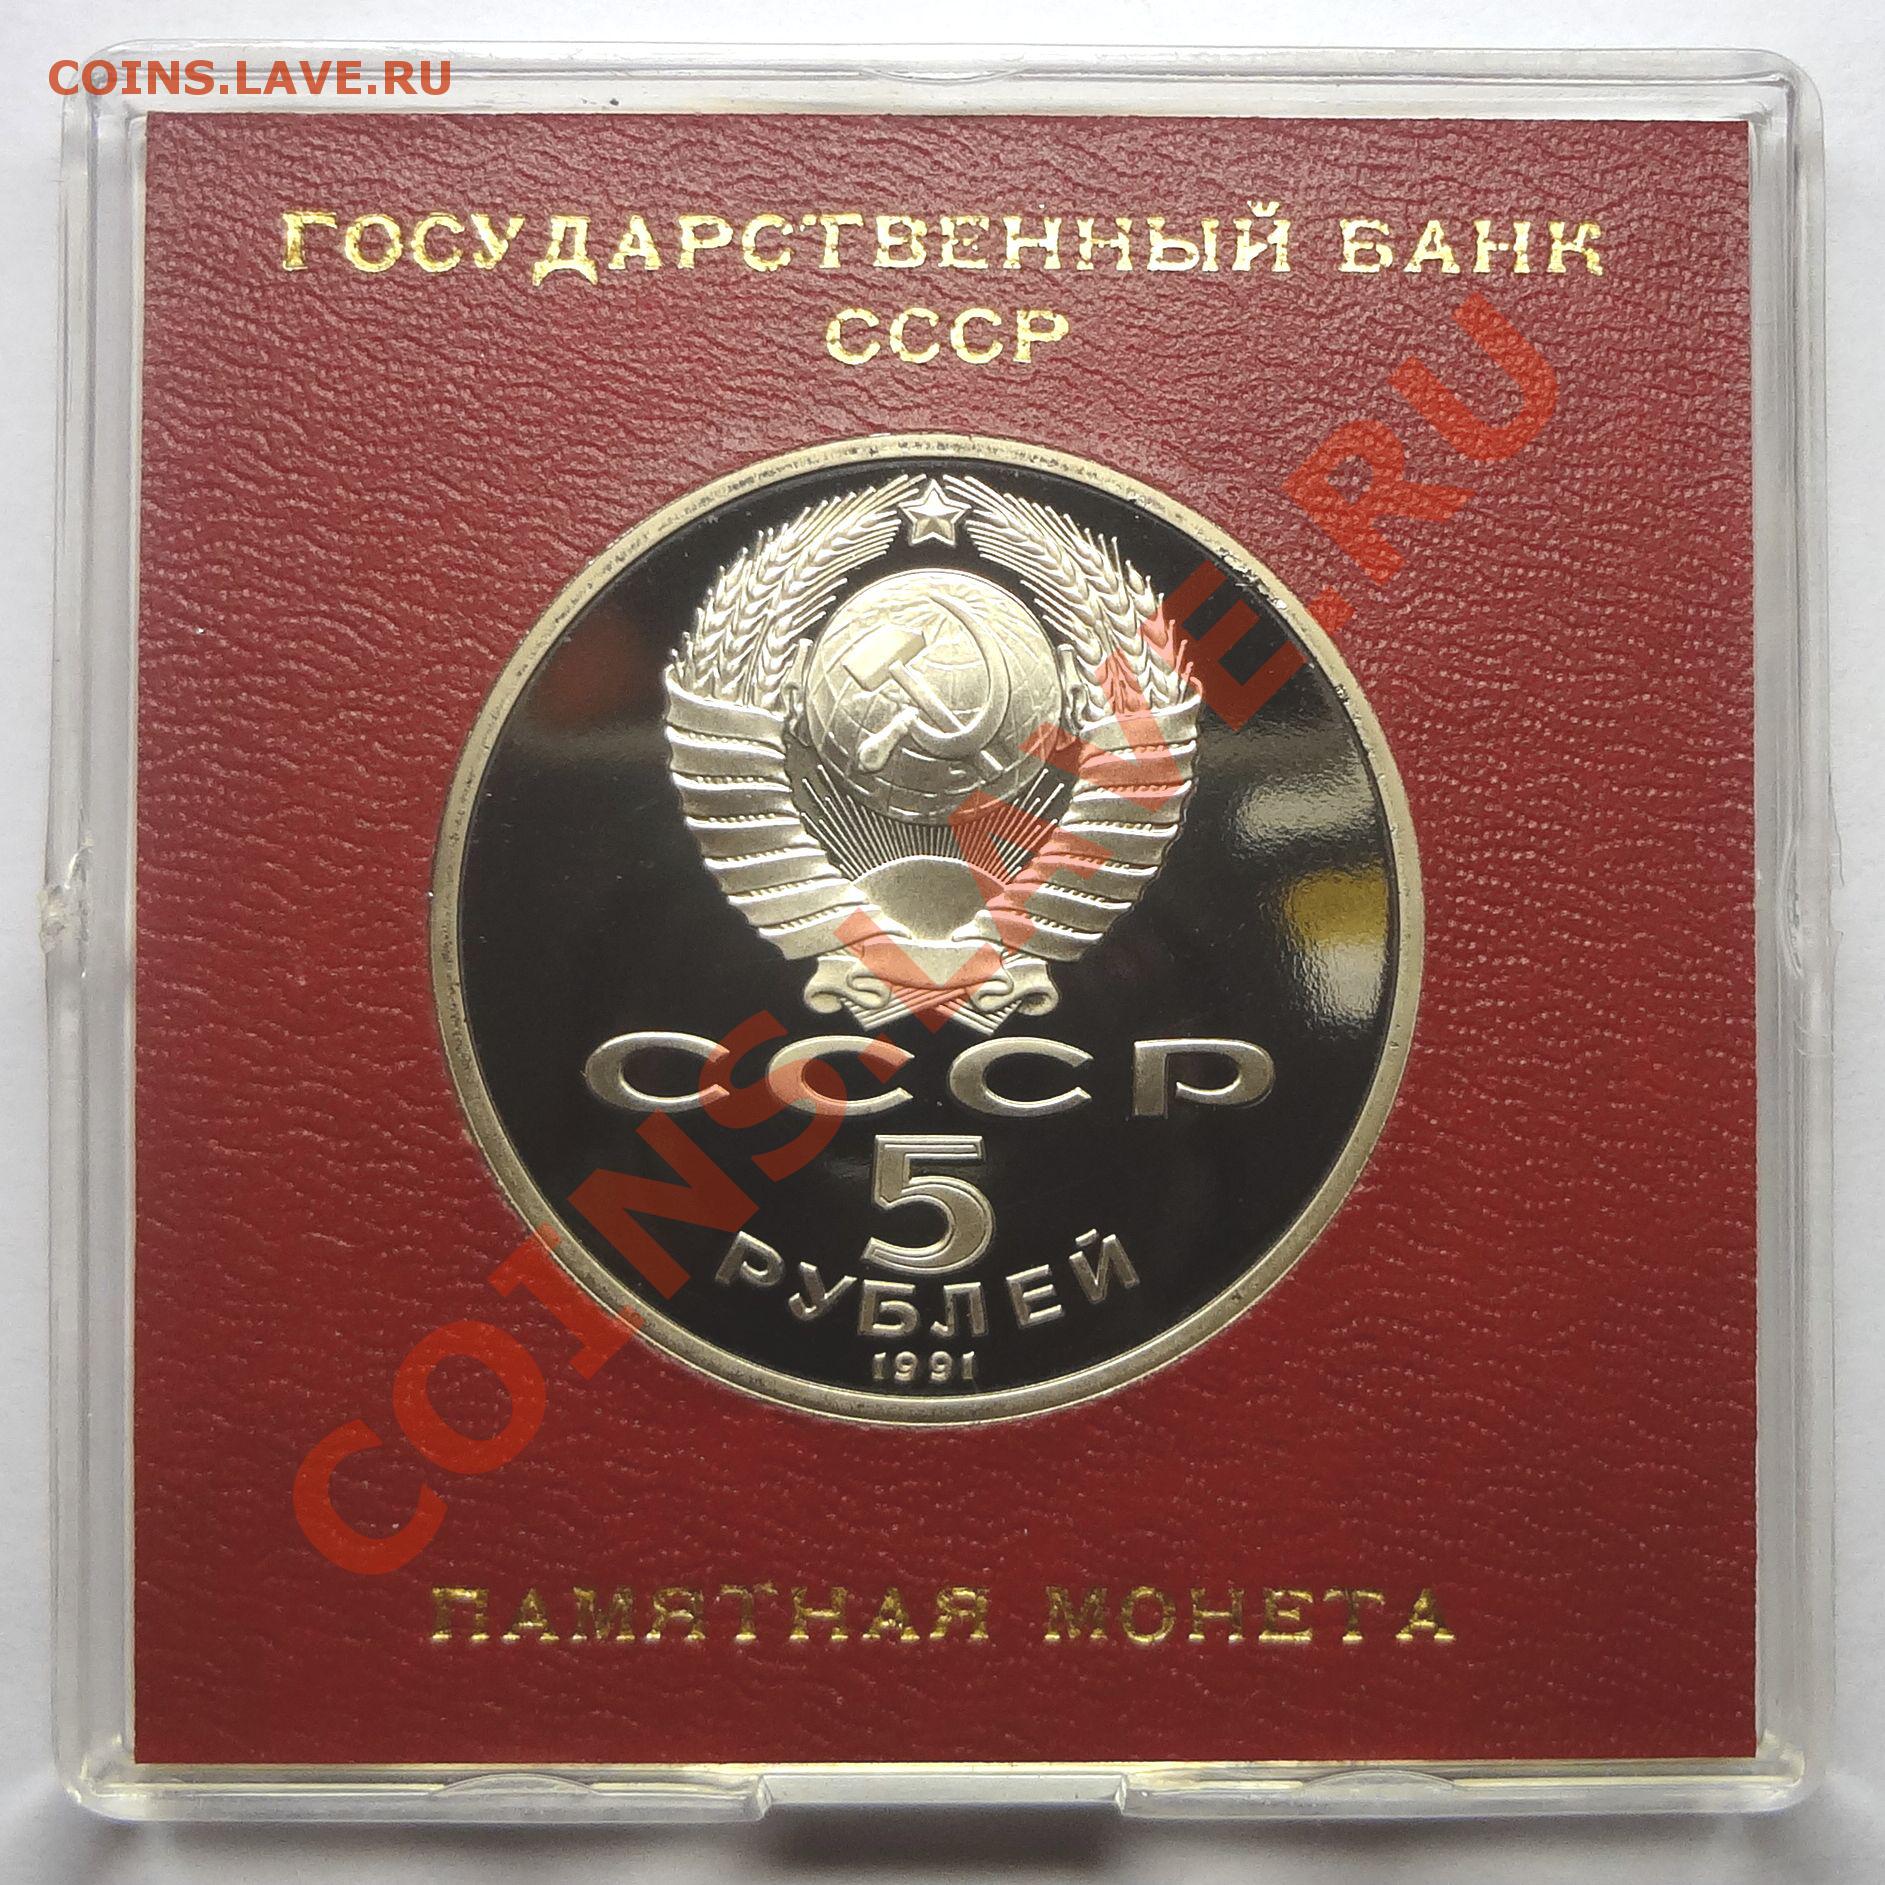 COINS.LAVE.RU
ГОСУДАРСТВЕННЫЙ БАНК
СССР
COINS.LAVE.RU
СССР
5
РУБЛЕЙ
1991
ПАМЯТНАЯ МОНЕТА